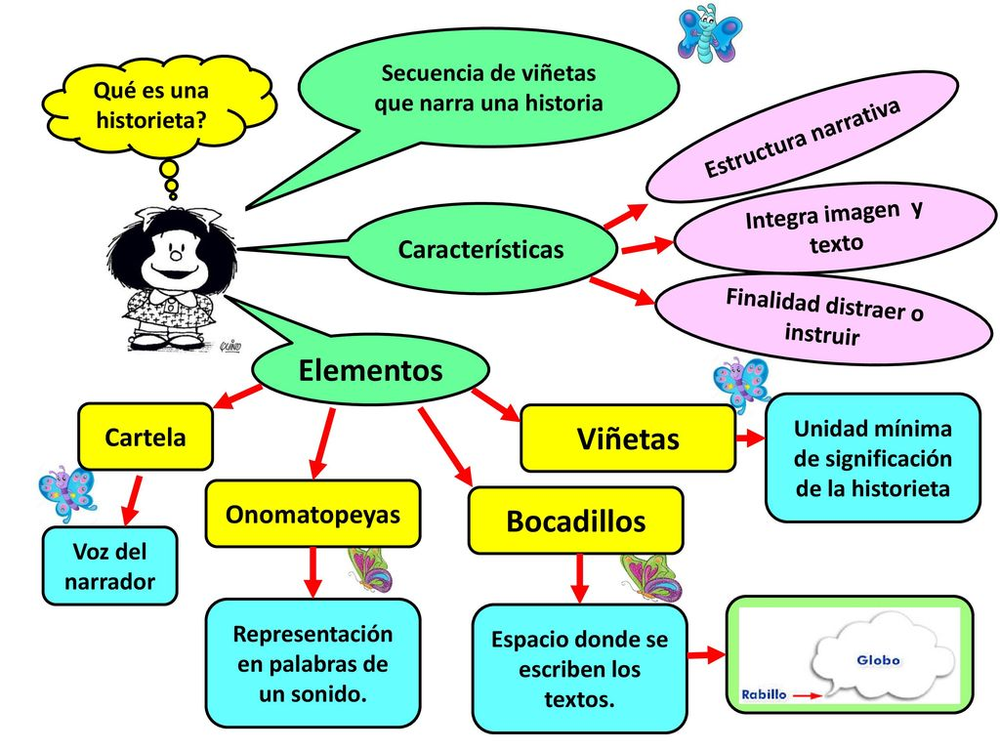 Qué es una
historieta?
Secuencia de viñetas
que narra una historia
Características
Estructura narrativa
Integra imagen y
texto
Finalidad distraer o
instruir
QUINO
Elementos
Cartela
Voz del
narrador
Onomatopeyas
Representación
en palabras de
un sonido.
Bocadillos
Espacio donde se
escriben los
textos.
Globo
Rabillo
Viñetas
Unidad mínima
de significación
de la historieta